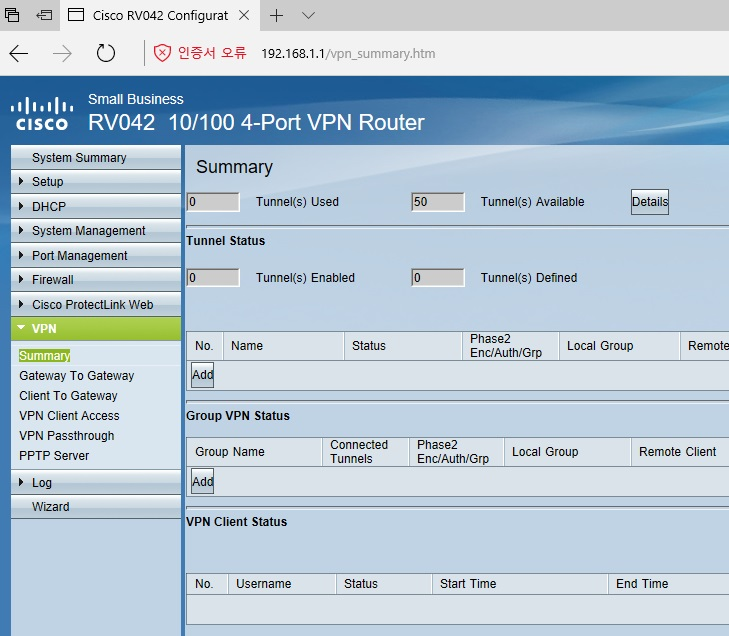 Cisco RV042 Configurat
인증서 오류 192.168.1.1/vpn_summary.htm
CISCO
Small Business
RV042 10/100 4-Port VPN Router
System Summary
Setup
DHCP
System Management
Port Management
Firewall
Cisco ProtectLink Web
VPN
Summary
Gateway To Gateway
Client To Gateway
VPN Client Access
VPN Passthrough
PPTP Server
Log
Wizard
Summary
0 Tunnel(s) Used 50 Tunnel(s) Available Details
Tunnel Status
0 Tunnel(s) Enabled 0 Tunnel(s) Defined
No. Name Status Phase2 Enc/Auth/Grp Local Group Remote
Add
Group VPN Status
Group Name Connected Tunnels Phase2 Enc/Auth/Grp Local Group Remote Client
Add
VPN Client Status
No. Username Status Start Time End Time